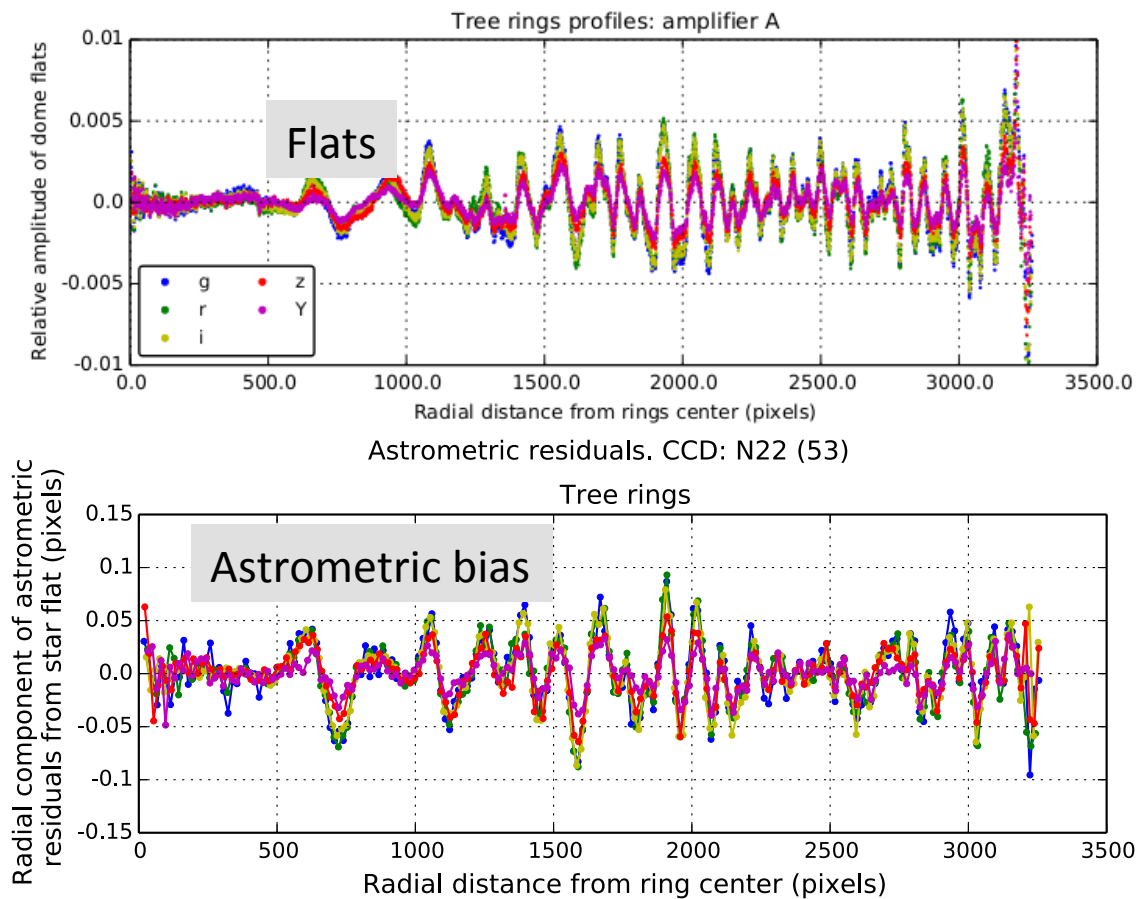 Tree rings profiles: amplifier A
Relative amplitude of dome flats
0.01
0.005
0.0
-0.005
-0.01
Flats
g
r
i
z
Y
0.0
500.0
1000.0
1500.0
2000.0
2500.0
3000.0
3500.0
Radial distance from rings center (pixels)
Astrometric residuals. CCD: N22 (53)
Tree rings
Radial component of astrometric
residuals from star flat (pixels)
0.15
0.1
0.05
0.0
-0.05
-0.1
-0.15
Astrometric bias
0
500
1000
1500
2000
2500
3000
3500
Radial distance from ring center (pixels)